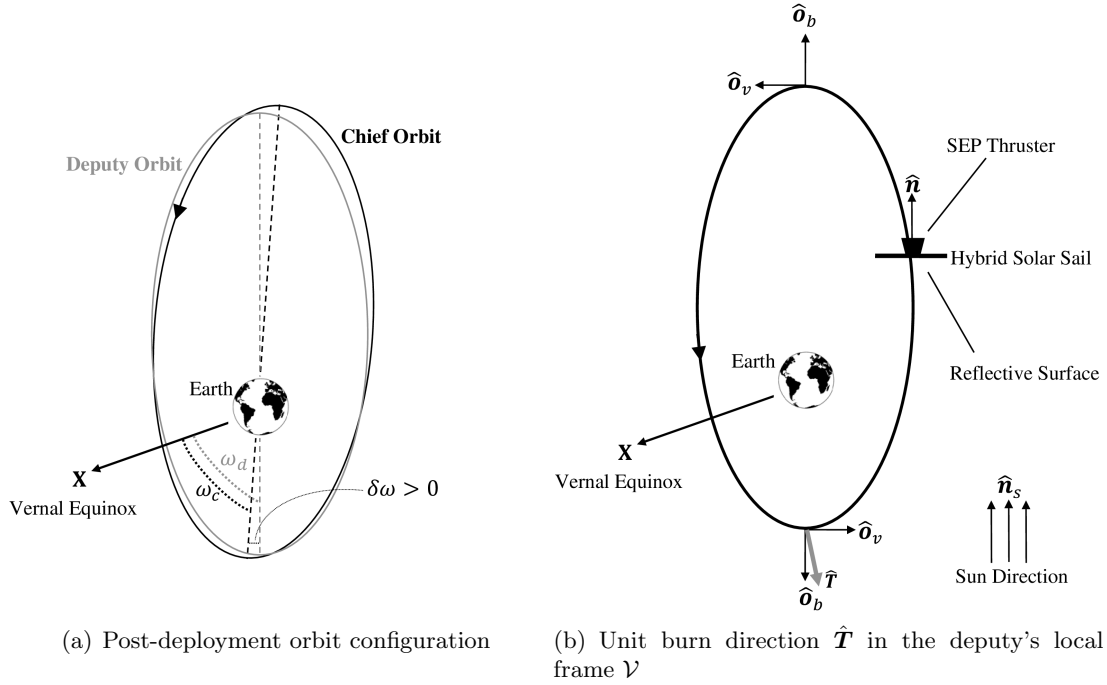 Chief Orbit
Deputy Orbit
Earth
X
Vernal Equinox
ω_d
ω_c
δω > 0
(a) Post-deployment orbit configuration
ô_b
ô_v
SEP Thruster
n̂
Hybrid Solar Sail
Reflective Surface
Earth
X
Vernal Equinox
ô_v
T̂
ô_b
n̂_s
Sun Direction
(b) Unit burn direction T̂ in the deputy's local
frame 𝒱